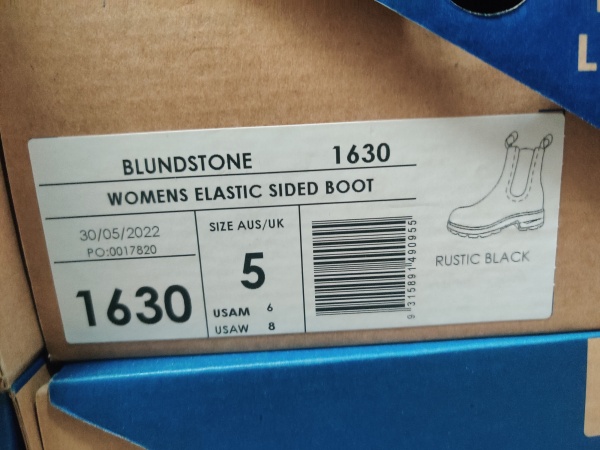 BLUNDSTONE 1630
WOMENS ELASTIC SIDED BOOT
30/05/2022
PO:0017820
1630
SIZE AUS/UK
5
USAM 6
USAW 8
9 315891 490955
RUSTIC BLACK
L